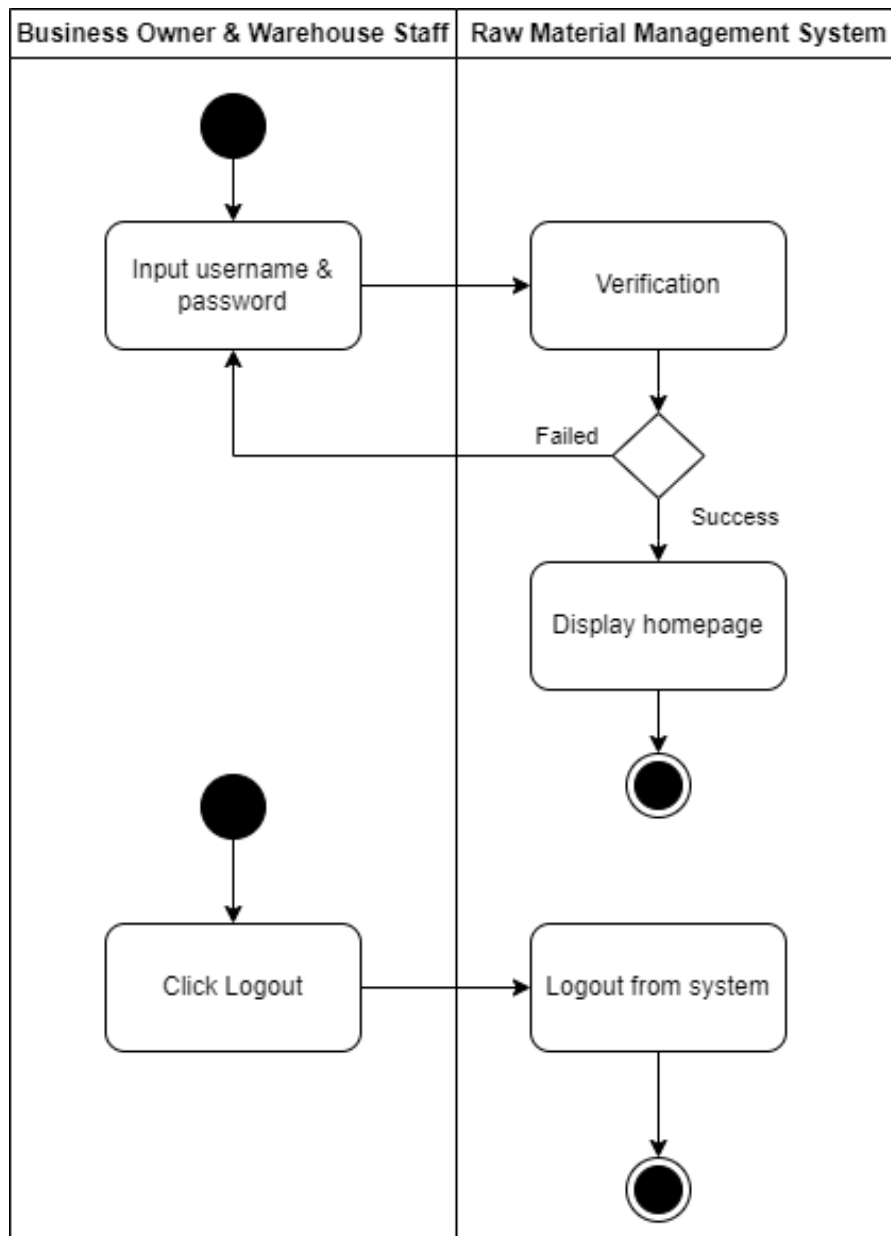 Business Owner & Warehouse Staff
Raw Material Management System
Input username &
password
Verification
Failed
Success
Display homepage
Click Logout
Logout from system